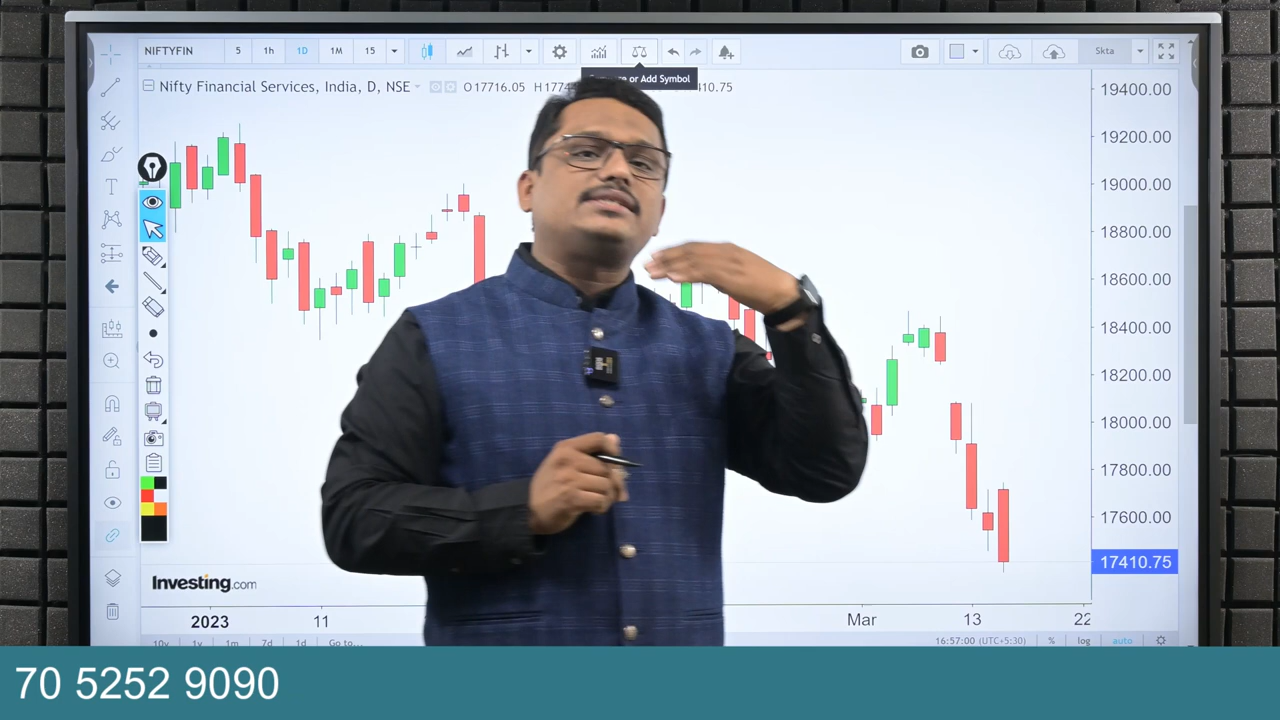 NIFTYFIN 5 1h 1D 1M 15 Skta
or Add Symbol
Nifty Financial Services, India, D, NSE O17716.05 H1774 10.75
19400.00
19200.00
19000.00
18800.00
18600.00
18400.00
18200.00
18000.00
17800.00
17600.00
17410.75
T
Investing.com
2023 11 Mar 13 22
10y 1y 1m 7d 1d Go to... 16:57:00 (UTC+5:30) % log auto
70 5252 9090